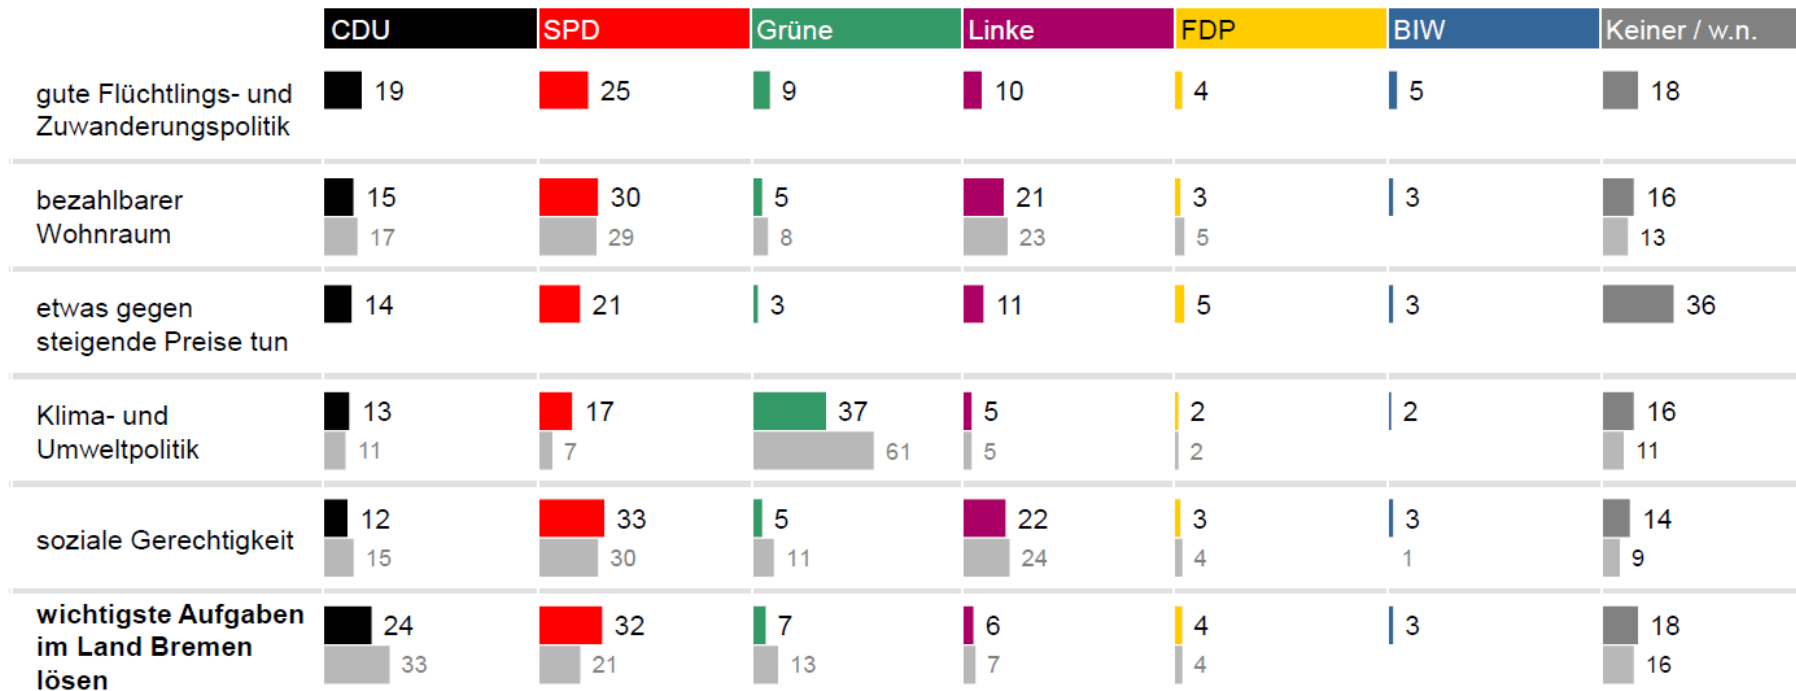 CDU SPD Grüne Linke FDP BIW Keiner / w.n.
gute Flüchtlings- und
Zuwanderungspolitik
19 25 9 10 4 5 18
bezahlbarer
Wohnraum
15 30 5 21 3 3 16
17 29 8 23 5 13
etwas gegen
steigende Preise tun
14 21 3 11 5 3 36
Klima- und
Umweltpolitik
13 17 37 5 2 2 16
11 7 61 5 2 11
soziale Gerechtigkeit
12 33 5 22 3 3 14
15 30 11 24 4 1 9
wichtigste Aufgaben
im Land Bremen
lösen
24 32 7 6 4 3 18
33 21 13 7 4 16